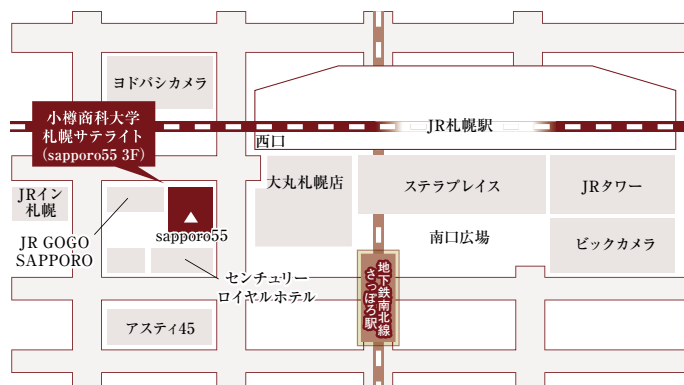 ヨドバシカメラ
小樽商科大学
札幌サテライト
(sapporo55 3F)
JR札幌駅
西口
JRイン
札幌
大丸札幌店
ステラプレイス
JRタワー
sapporo55
JR GOGO
SAPPORO
南口広場
ビックカメラ
センチュリー
ロイヤルホテル
地下鉄南北線
さっぽろ駅
アスティ45